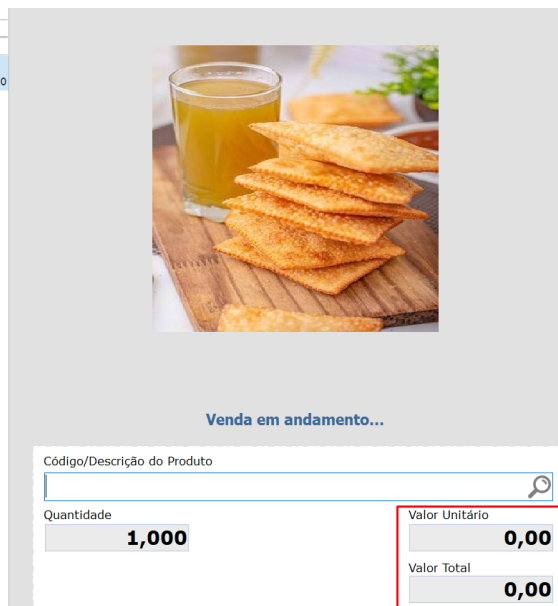 o
Venda em andamento...
Código/Descrição do Produto
Quantidade
Valor Unitário
1,000
0,00
Valor Total
0,00